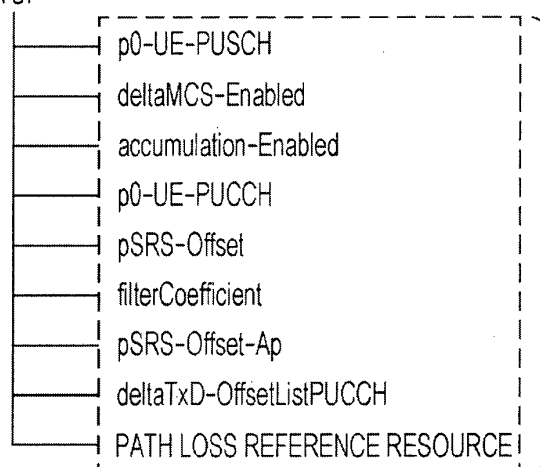 p0-UE-PUSCH
deltaMCS-Enabled
accumulation-Enabled
p0-UE-PUCCH
pSRS-Offset
filterCoefficient
pSRS-Offset-Ap
deltaTxD-OffsetListPUCCH
PATH LOSS REFERENCE RESOURCE